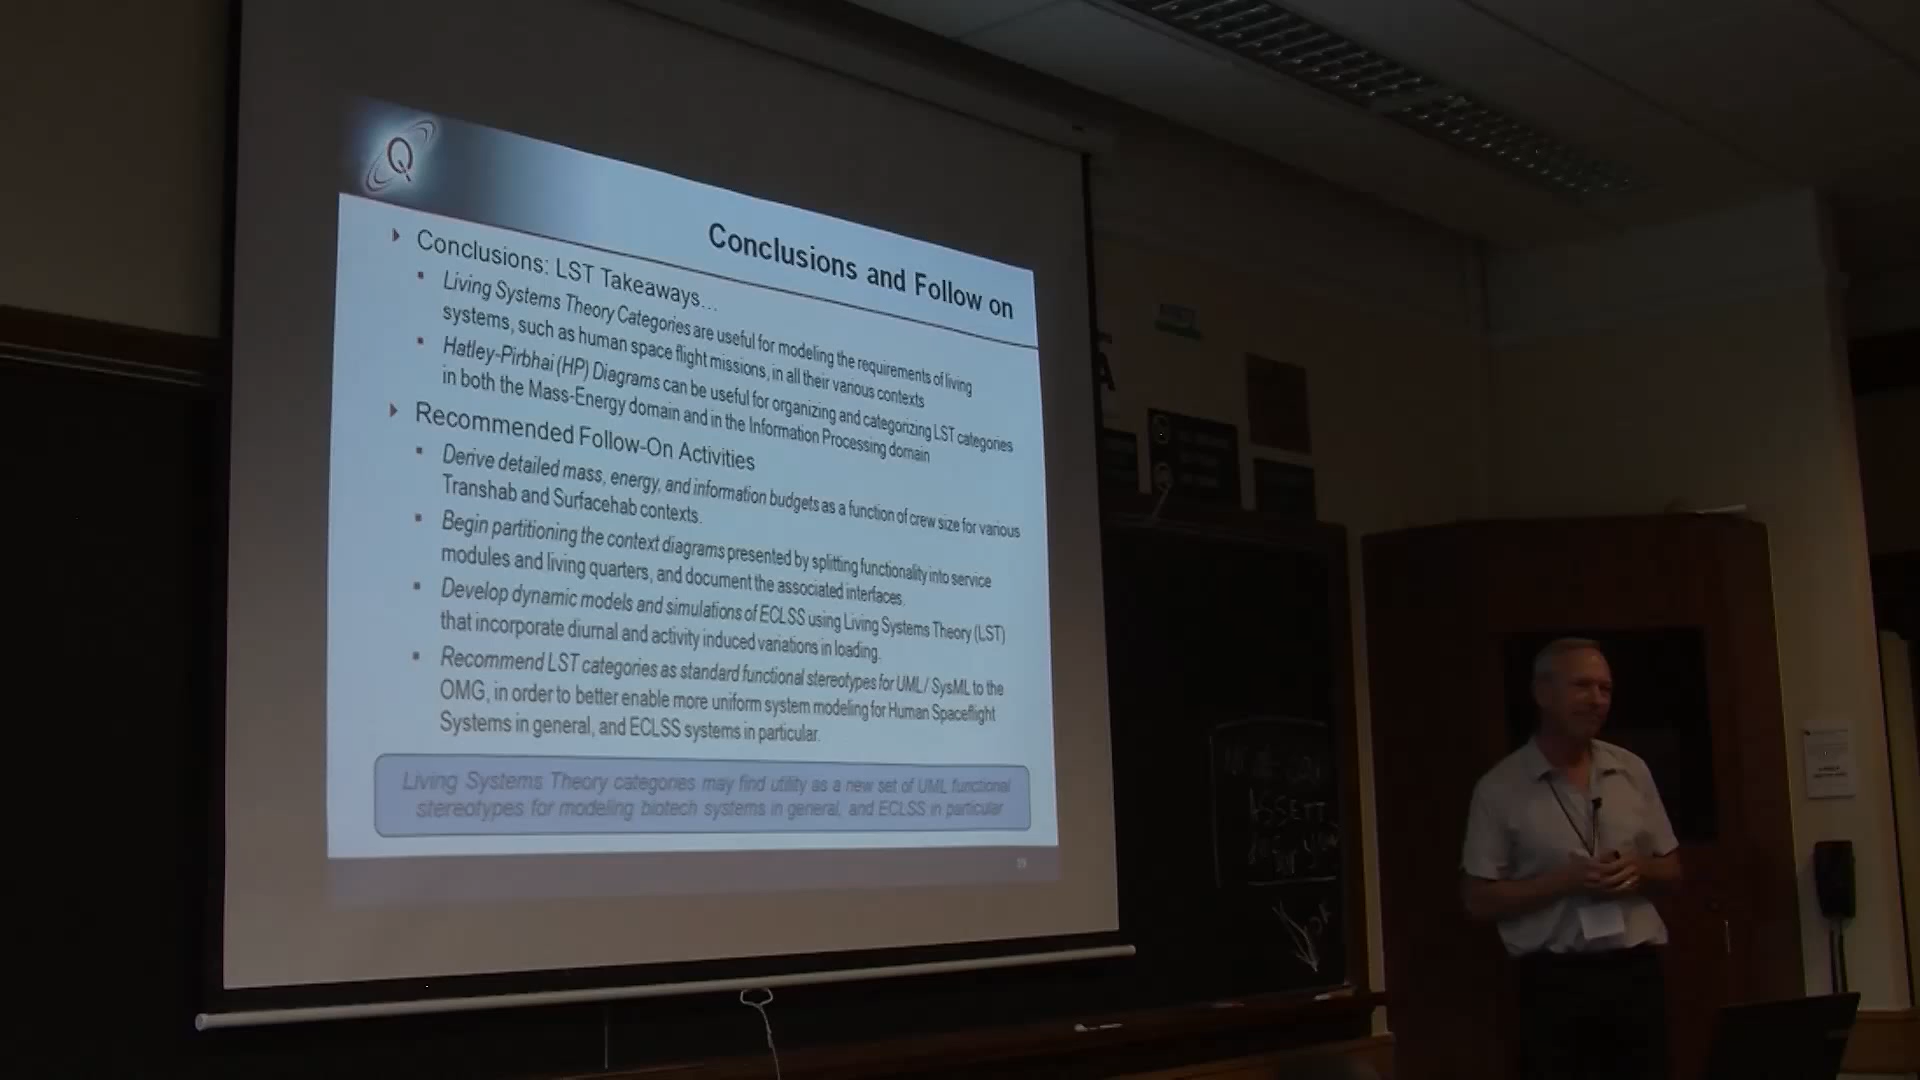 Q
Conclusions and Follow on
Conclusions: LST Takeaways...
Living Systems Theory Categories are useful for modeling the requirements of living
systems, such as human space flight missions, in all their various contexts
Hatley-Pirbhai (HP) Diagrams can be useful for organizing and categorizing LST categories
in both the Mass-Energy domain and in the Information Processing domain
Recommended Follow-On Activities
Derive detailed mass, energy, and information budgets as a function of crew size for various
Transhab and Surfacehab contexts.
Begin partitioning the context diagrams presented by splitting functionality into service
modules and living quarters, and document the associated interfaces.
Develop dynamic models and simulations of ECLSS using Living Systems Theory (LST)
that incorporate diurnal and activity induced variations in loading.
Recommend LST categories as standard functional stereotypes for UML/ SysML to the
OMG, in order to better enable more uniform system modeling for Human Spaceflight
Systems in general, and ECLSS systems in particular.
Living Systems Theory categories may find utility as a new set of UML functional
stereotypes for modeling biotech systems in general, and ECLSS in particular
ASSETT